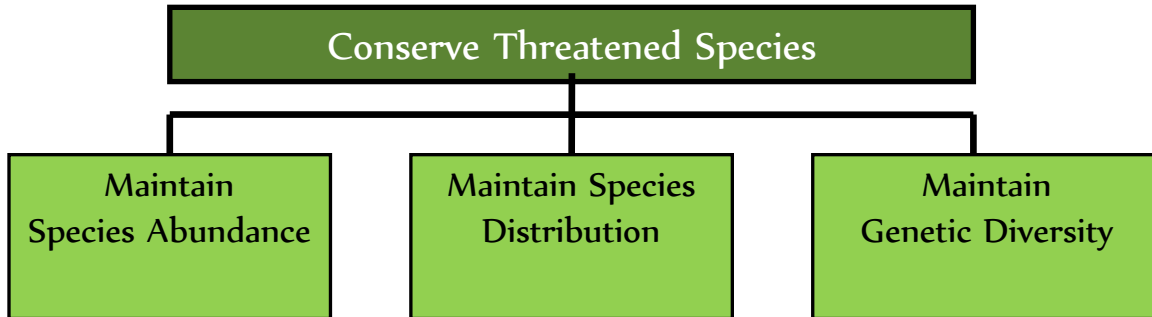 Conserve Threatened Species
Maintain
Species Abundance
Maintain Species
Distribution
Maintain
Genetic Diversity